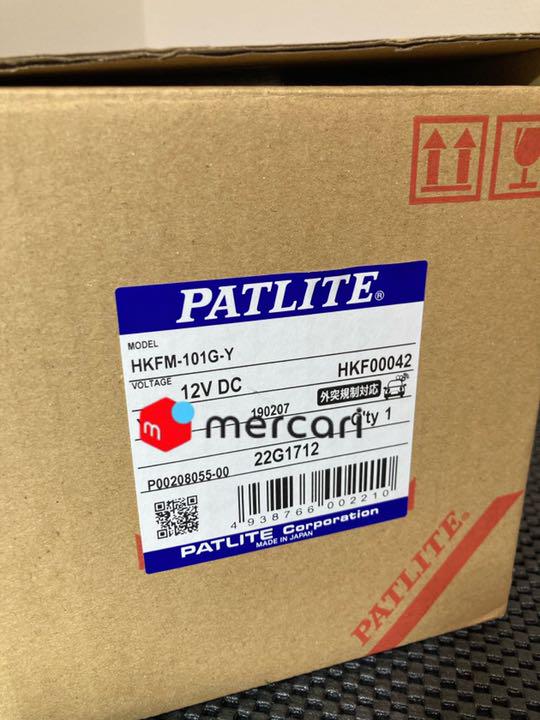 PATLITE®
MODEL
HKFM-101G-Y
HKF00042
VOLTAGE 12V DC
外突規制対応
190207
Q'ty 1
m mercari
22G1712
P00208055-00
4 938766 002210
PATLITE Corporation
MADE IN JAPAN
PATLITE®